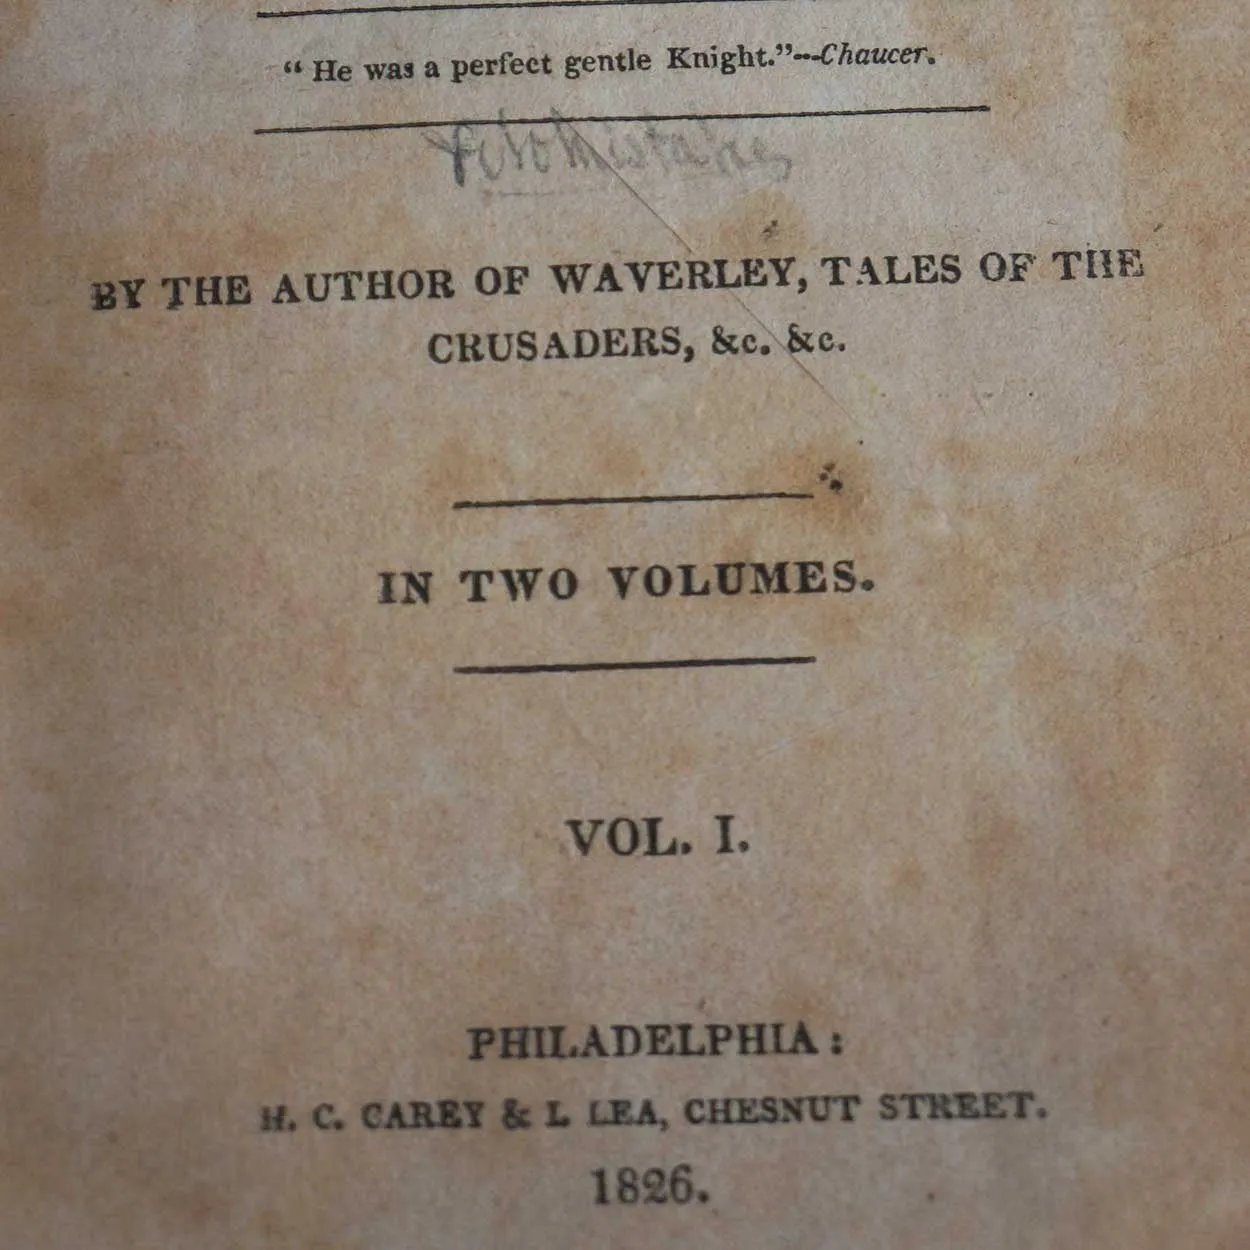 “ He was a perfect gentle Knight.”---Chaucer.
BY THE AUTHOR OF WAVERLEY, TALES OF THE
CRUSADERS, &c. &c.
IN TWO VOLUMES.
VOL. I.
PHILADELPHIA :
H. C. CAREY & L LEA, CHESNUT STREET.
1826.